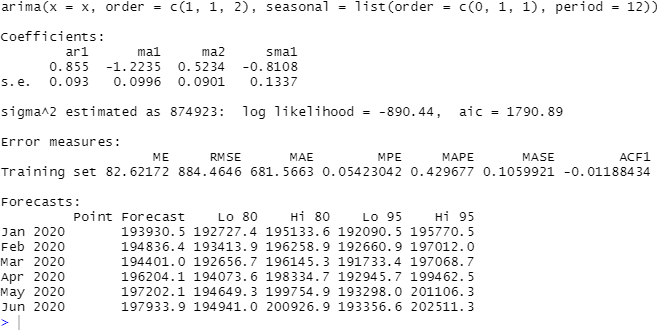 arima(x = x, order = c(1, 1, 2), seasonal = list(order = c(0, 1, 1), period = 12))
Coefficients:
ar1 ma1 ma2 sma1
0.855 -1.2235 0.5234 -0.8108
s.e. 0.093 0.0996 0.0901 0.1337
sigma^2 estimated as 874923: log likelihood = -890.44, aic = 1790.89
Error measures:
ME RMSE MAE MPE MAPE MASE ACF1
Training set 82.62172 884.4646 681.5663 0.05423042 0.429677 0.1059921 -0.01188434
Forecasts:
Point Forecast Lo 80 Hi 80 Lo 95 Hi 95
Jan 2020 193930.5 192727.4 195133.6 192090.5 195770.5
Feb 2020 194836.4 193413.9 196258.9 192660.9 197012.0
Mar 2020 194401.0 192656.7 196145.3 191733.4 197068.7
Apr 2020 196204.1 194073.6 198334.7 192945.7 199462.5
May 2020 197202.1 194649.3 199754.9 193298.0 201106.3
Jun 2020 197933.9 194941.0 200926.9 193356.6 202511.3
>